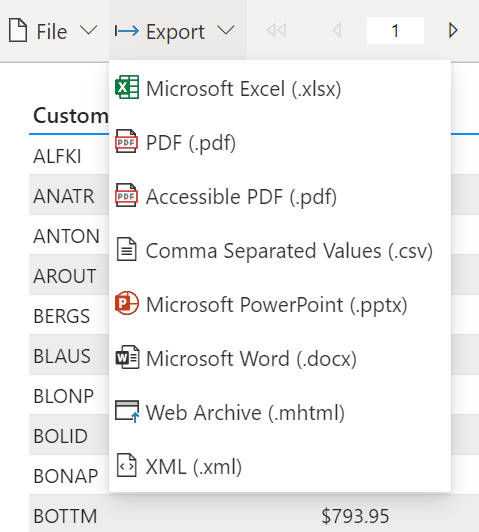 File Export 1
Custom
Microsoft Excel (.xlsx)
PDF (.pdf)
ALFKI
Accessible PDF (.pdf)
ANATR
Comma Separated Values (.csv)
ANTON
Microsoft PowerPoint (.pptx)
AROUT
Microsoft Word (.docx)
BERGS
Web Archive (.mhtml)
BLAUS
XML (.xml)
BLONP
BOLID
BONAP
BOTTM $793.95